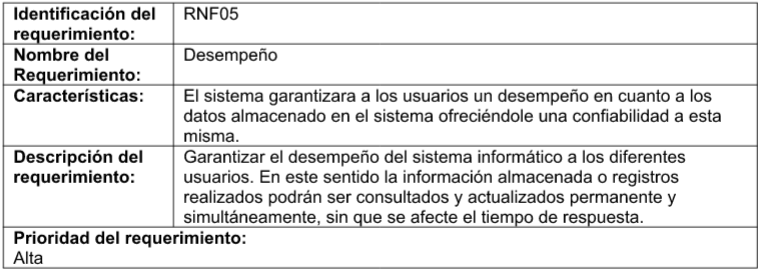 Identificación del RNF05
requerimiento:
Nombre del Desempeño
Requerimiento:
Características: El sistema garantizara a los usuarios un desempeño en cuanto a los
datos almacenado en el sistema ofreciéndole una confiabilidad a esta
misma.
Descripción del Garantizar el desempeño del sistema informático a los diferentes
requerimiento: usuarios. En este sentido la información almacenada o registros
realizados podrán ser consultados y actualizados permanente y
simultáneamente, sin que se afecte el tiempo de respuesta.
Prioridad del requerimiento:
Alta